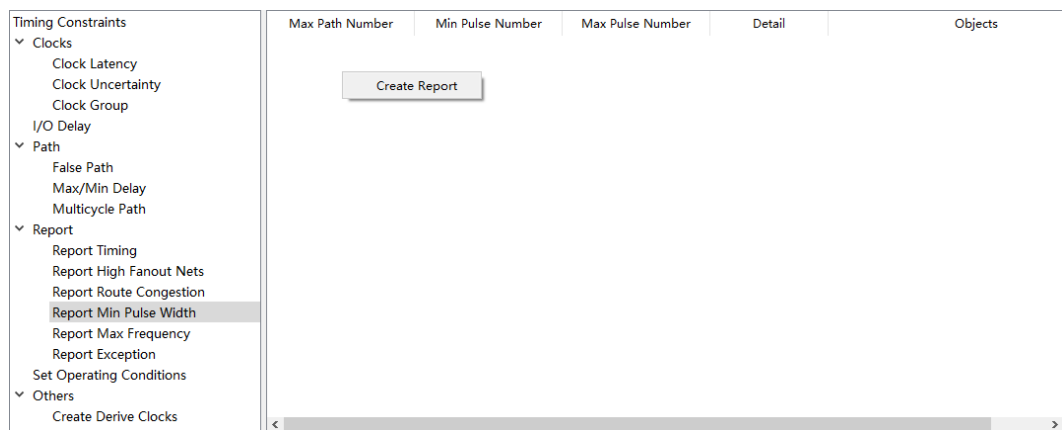 Timing Constraints
Clocks
Clock Latency
Clock Uncertainty
Clock Group
I/O Delay
Path
False Path
Max/Min Delay
Multicycle Path
Report
Report Timing
Report High Fanout Nets
Report Route Congestion
Report Min Pulse Width
Report Max Frequency
Report Exception
Set Operating Conditions
Others
Create Derive Clocks
Max Path Number Min Pulse Number Max Pulse Number Detail Objects
Create Report